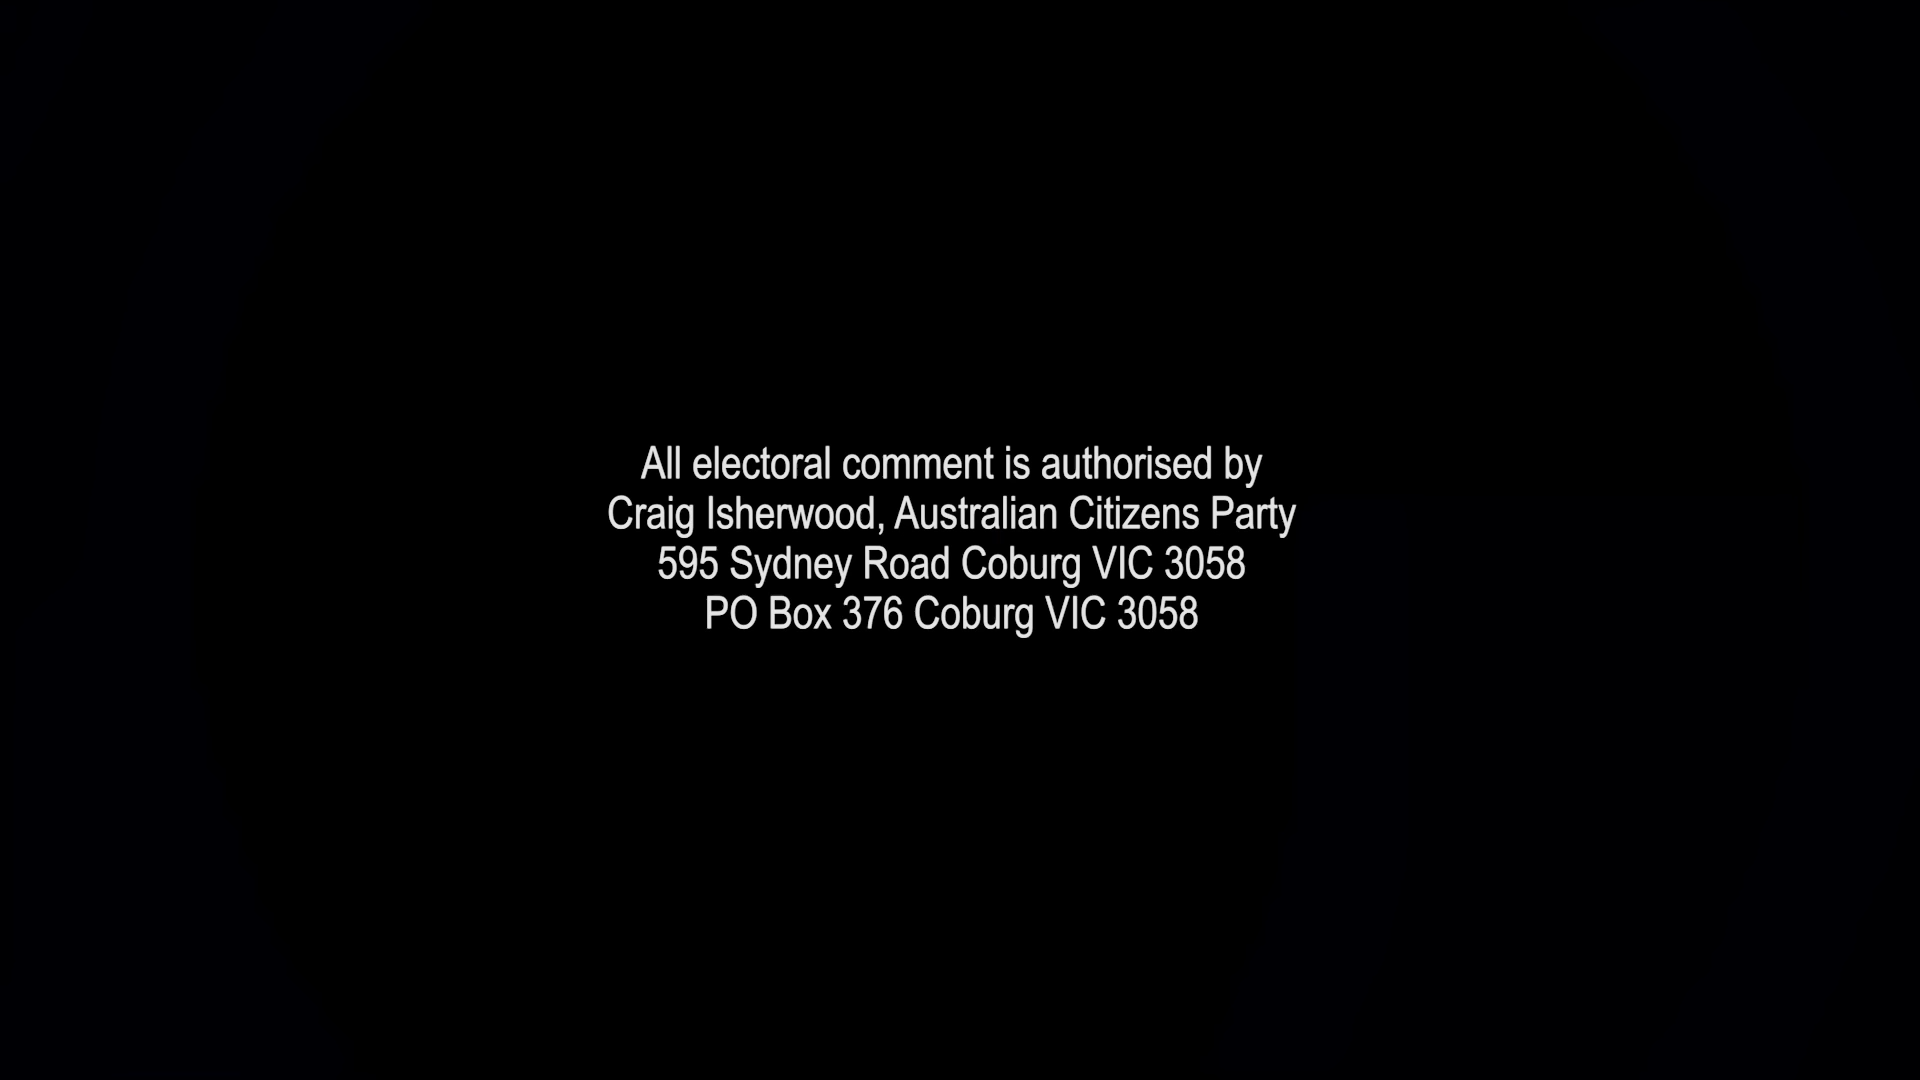 All electoral comment is authorised by
Craig Isherwood, Australian Citizens Party
595 Sydney Road Coburg VIC 3058
PO Box 376 Coburg VIC 3058